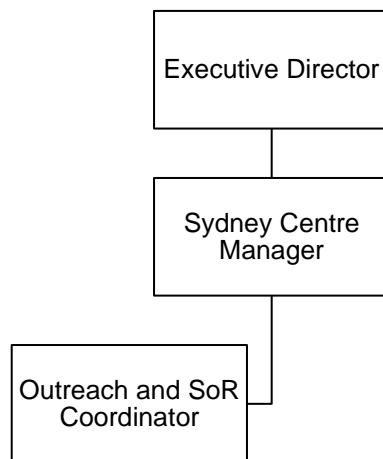 Executive Director
Sydney Centre
Manager
Outreach and SoR
Coordinator